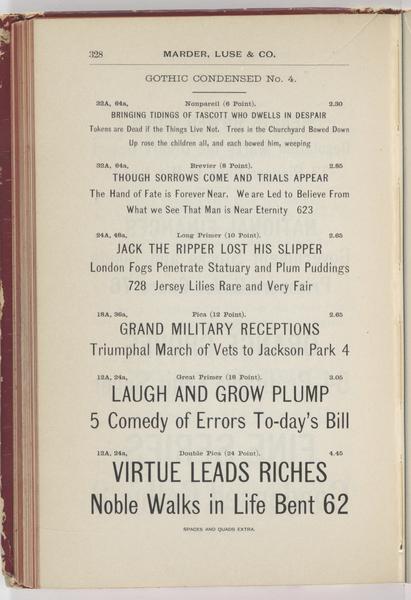 328
MARDER, LUSE & CO.
GOTHIC CONDENSED No. 4.
32A, 64a, Nonpareil (6 Point). 2.30
BRINGING TIDINGS OF TASCOTT WHO DWELLS IN DESPAIR
Tokens are Dead if the Things Live Not. Trees in the Churchyard Bowed Down
Up rose the children all, and each bowed him, weeping
32A, 64a, Brevier (8 Point). 2.85
THOUGH SORROWS COME AND TRIALS APPEAR
The Hand of Fate is Forever Near. We are Led to Believe From
What we See That Man is Near Eternity 623
24A, 48a, Long Primer (10 Point). 2.65
JACK THE RIPPER LOST HIS SLIPPER
London Fogs Penetrate Statuary and Plum Puddings
728 Jersey Lilies Rare and Very Fair
18A, 36a, Pica (12 Point). 2.65
GRAND MILITARY RECEPTIONS
Triumphal March of Vets to Jackson Park 4
12A, 24a, Great Primer (18 Point). 3.05
LAUGH AND GROW PLUMP
5 Comedy of Errors To-day's Bill
12A, 24a, Double Pica (24 Point). 4.45
VIRTUE LEADS RICHES
Noble Walks in Life Bent 62
SPACES AND QUADS EXTRA.